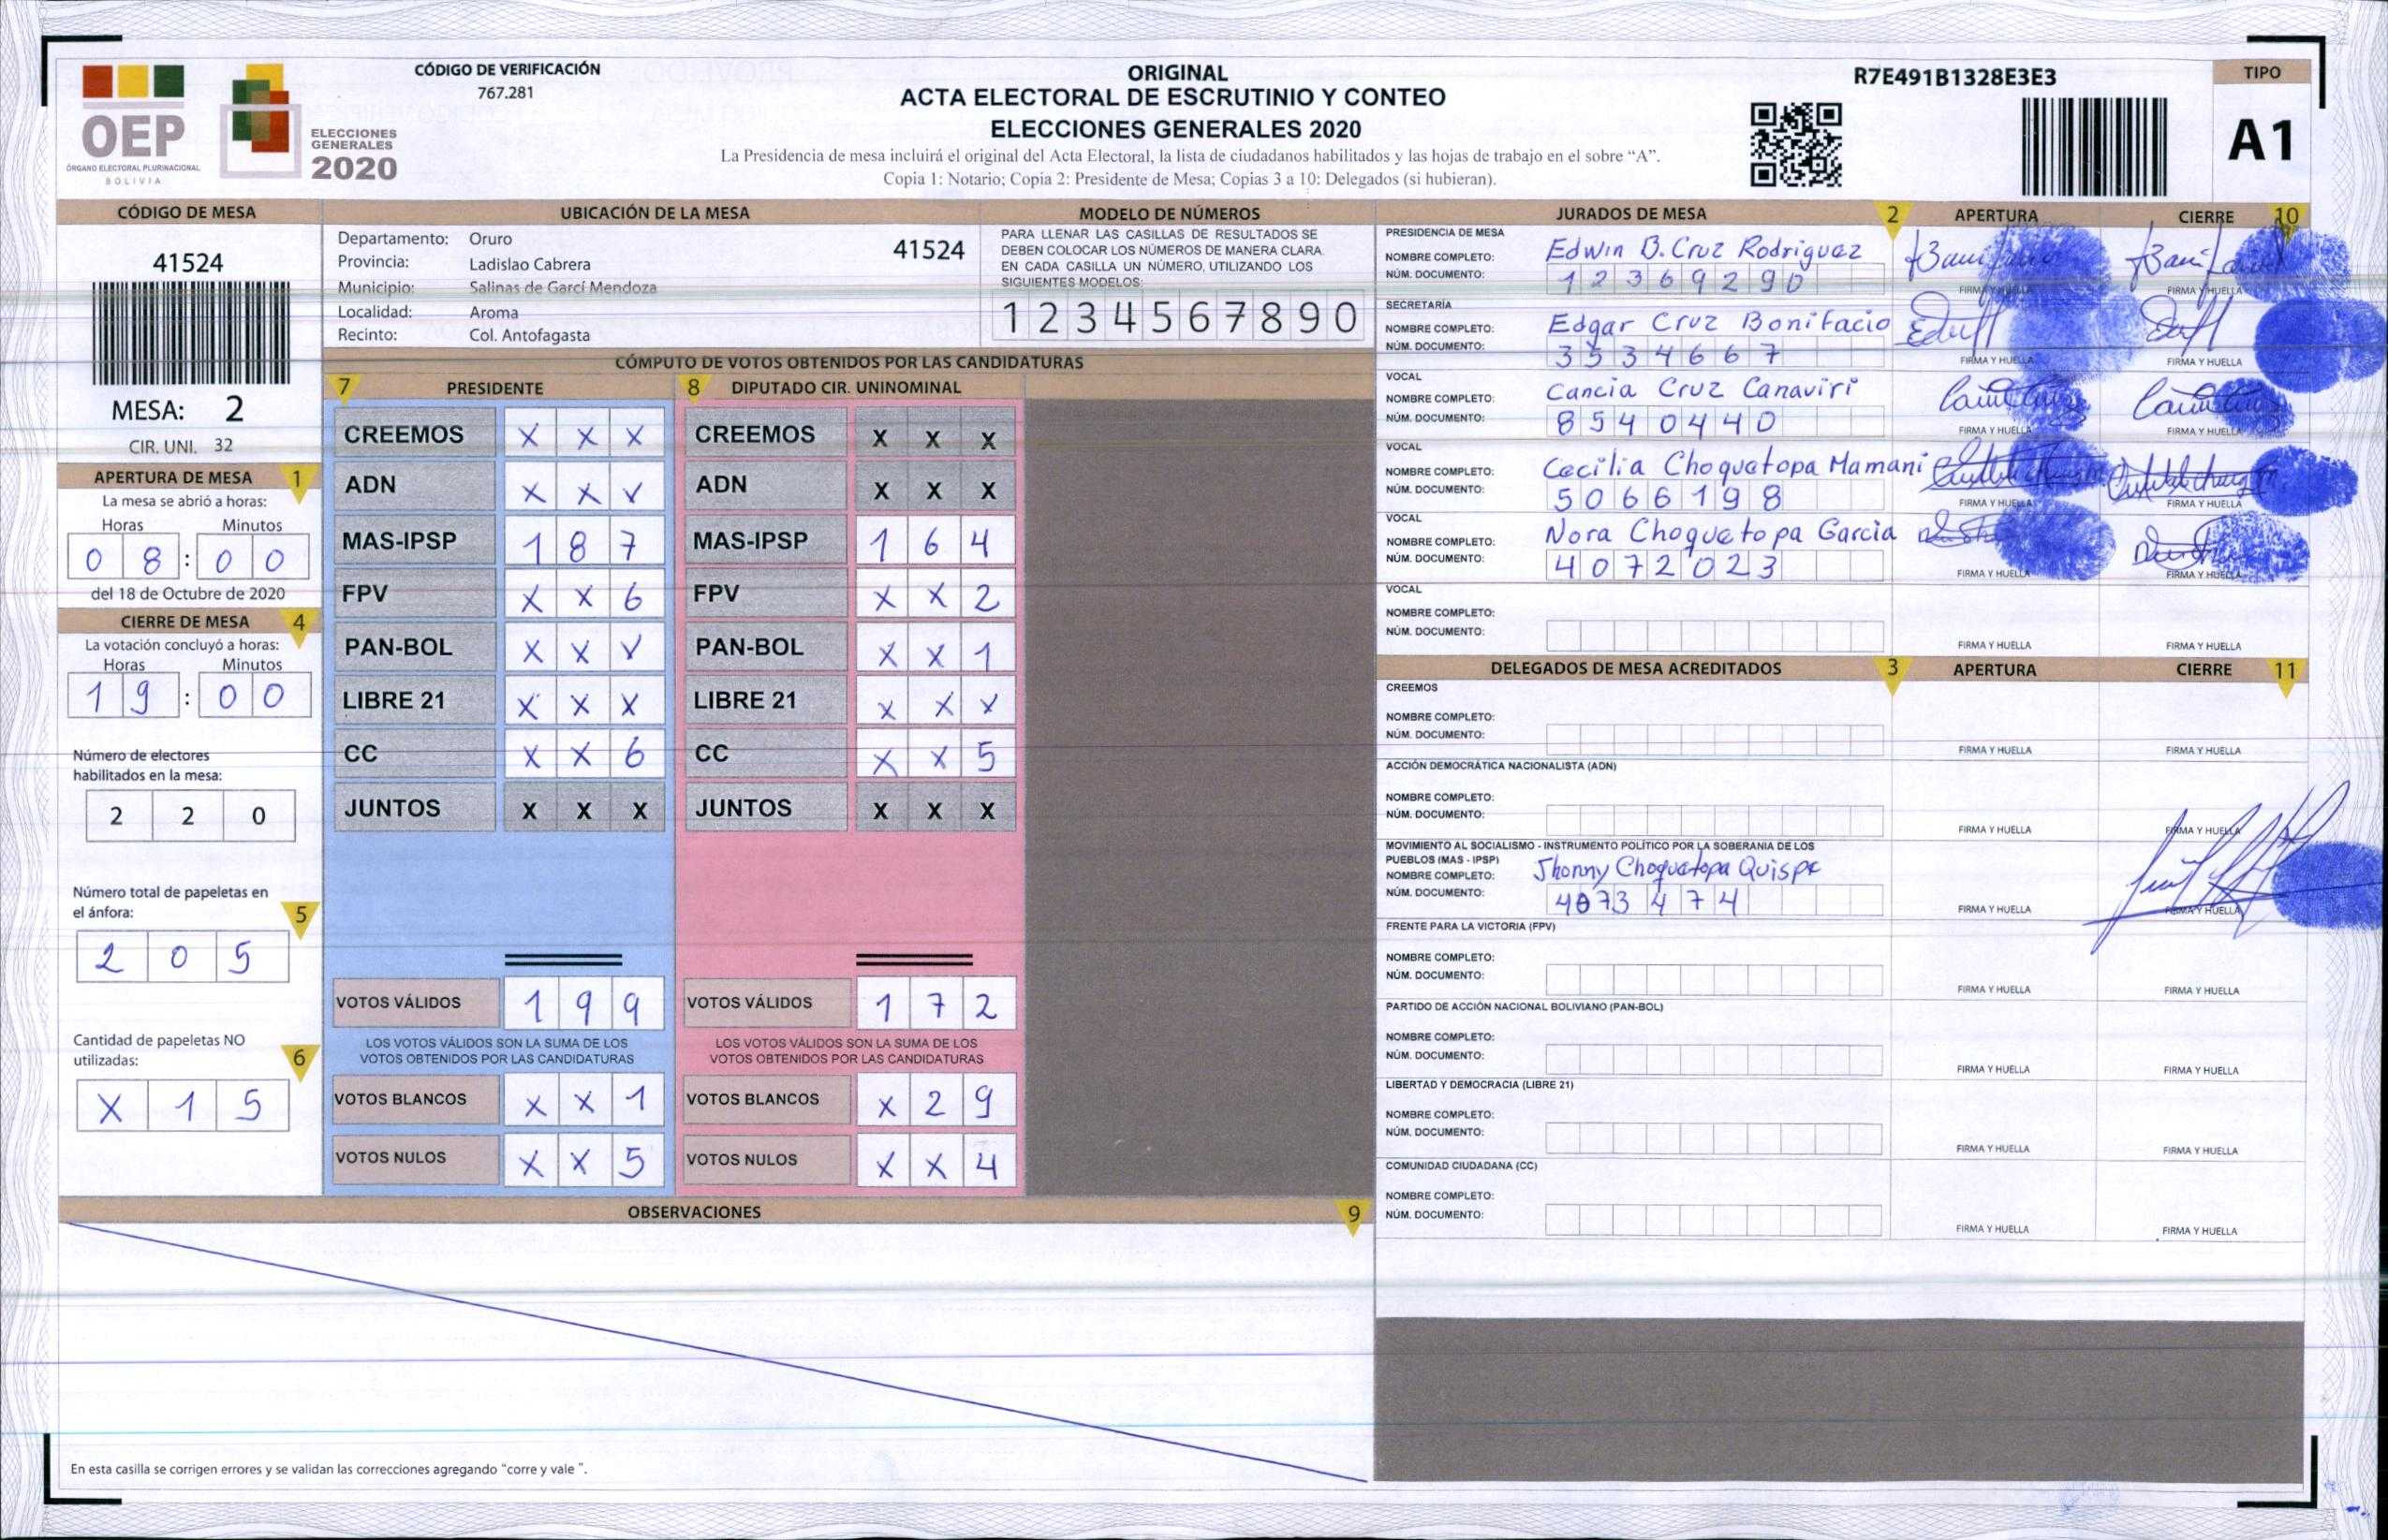 OEP
ÓRGANO ELECTORAL PLURINACIONAL
BOLIVIA
ELECCIONES
GENERALES
2020
CÓDIGO DE VERIFICACIÓN
767.281
ORIGINAL
ACTA ELECTORAL DE ESCRUTINIO Y CONTEO
ELECCIONES GENERALES 2020
La Presidencia de mesa incluirá el original del Acta Electoral, la lista de ciudadanos habilitados y las hojas de trabajo en el sobre “A”.
Copia 1: Notario; Copia 2: Presidente de Mesa; Copias 3 a 10: Delegados (si hubieran).
R7E491B1328E3E3
TIPO
A1
CÓDIGO DE MESA
41524
MESA: 2
CIR. UNI. 32
APERTURA DE MESA 1
La mesa se abrió a horas:
Horas Minutos
0 8 : 0 0
del 18 de Octubre de 2020
CIERRE DE MESA 4
La votación concluyó a horas:
Horas Minutos
1 9 : 0 0
Número de electores
habilitados en la mesa:
2 2 0
Número total de papeletas en
el ánfora: 5
2 0 5
Cantidad de papeletas NO
utilizadas: 6
X 1 5
UBICACIÓN DE LA MESA
Departamento: Oruro 41524
Provincia: Ladislao Cabrera
Municipio: Salinas de Garcí Mendoza
Localidad: Aroma
Recinto: Col. Antofagasta
MODELO DE NÚMEROS
PARA LLENAR LAS CASILLAS DE RESULTADOS SE
DEBEN COLOCAR LOS NÚMEROS DE MANERA CLARA.
EN CADA CASILLA UN NÚMERO, UTILIZANDO LOS
SIGUIENTES MODELOS:
1 2 3 4 5 6 7 8 9 0
CÓMPUTO DE VOTOS OBTENIDOS POR LAS CANDIDATURAS
7 PRESIDENTE
CREEMOS X X X
ADN X X X
MAS-IPSP 1 8 7
FPV X X 6
PAN-BOL X X X
LIBRE 21 X X X
CC X X 6
JUNTOS X X X
VOTOS VÁLIDOS 1 9 9
LOS VOTOS VÁLIDOS SON LA SUMA DE LOS
VOTOS OBTENIDOS POR LAS CANDIDATURAS
VOTOS BLANCOS X X 1
VOTOS NULOS X X 5
8 DIPUTADO CIR. UNINOMINAL
CREEMOS X X X
ADN X X X
MAS-IPSP 1 6 4
FPV X X 2
PAN-BOL X X 1
LIBRE 21 X X X
CC X X 5
JUNTOS X X X
VOTOS VÁLIDOS 1 7 2
LOS VOTOS VÁLIDOS SON LA SUMA DE LOS
VOTOS OBTENIDOS POR LAS CANDIDATURAS
VOTOS BLANCOS X 2 9
VOTOS NULOS X X 4
OBSERVACIONES 9
En esta casilla se corrigen errores y se validan las correcciones agregando “corre y vale ”.
JURADOS DE MESA 2 APERTURA CIERRE 10
PRESIDENCIA DE MESA
NOMBRE COMPLETO: Edwin B. Cruz Rodriguez
NÚM. DOCUMENTO: 1 2 3 6 9 2 9 0
FIRMA Y HUELLA FIRMA Y HUELLA
SECRETARÍA
NOMBRE COMPLETO: Edgar Cruz Bonifacio
NÚM. DOCUMENTO: 3 5 3 4 6 6 7
FIRMA Y HUELLA FIRMA Y HUELLA
VOCAL
NOMBRE COMPLETO: Cancia Cruz Canaviri
NÚM. DOCUMENTO: 8 5 4 0 4 4 0
FIRMA Y HUELLA FIRMA Y HUELLA
VOCAL
NOMBRE COMPLETO: Cecilia Choquetopa Mamani
NÚM. DOCUMENTO: 5 0 6 6 1 9 8
FIRMA Y HUELLA FIRMA Y HUELLA
VOCAL
NOMBRE COMPLETO: Nora Choquetopa Garcia
NÚM. DOCUMENTO: 4 0 7 2 0 2 3
FIRMA Y HUELLA FIRMA Y HUELLA
VOCAL
NOMBRE COMPLETO:
NÚM. DOCUMENTO:
FIRMA Y HUELLA FIRMA Y HUELLA
DELEGADOS DE MESA ACREDITADOS 3 APERTURA CIERRE 11
CREEMOS
NOMBRE COMPLETO:
NÚM. DOCUMENTO:
FIRMA Y HUELLA FIRMA Y HUELLA
ACCIÓN DEMOCRÁTICA NACIONALISTA (ADN)
NOMBRE COMPLETO:
NÚM. DOCUMENTO:
FIRMA Y HUELLA FIRMA Y HUELLA
MOVIMIENTO AL SOCIALISMO - INSTRUMENTO POLÍTICO POR LA SOBERANIA DE LOS
PUEBLOS (MAS - IPSP)
NOMBRE COMPLETO: Jhonny Choquetopa Quispe
NÚM. DOCUMENTO: 4 0 7 3 4 7 4
FIRMA Y HUELLA FIRMA Y HUELLA
FRENTE PARA LA VICTORIA (FPV)
NOMBRE COMPLETO:
NÚM. DOCUMENTO:
FIRMA Y HUELLA FIRMA Y HUELLA
PARTIDO DE ACCIÓN NACIONAL BOLIVIANO (PAN-BOL)
NOMBRE COMPLETO:
NÚM. DOCUMENTO:
FIRMA Y HUELLA FIRMA Y HUELLA
LIBERTAD Y DEMOCRACIA (LIBRE 21)
NOMBRE COMPLETO:
NÚM. DOCUMENTO:
FIRMA Y HUELLA FIRMA Y HUELLA
COMUNIDAD CIUDADANA (CC)
NOMBRE COMPLETO:
NÚM. DOCUMENTO:
FIRMA Y HUELLA FIRMA Y HUELLA